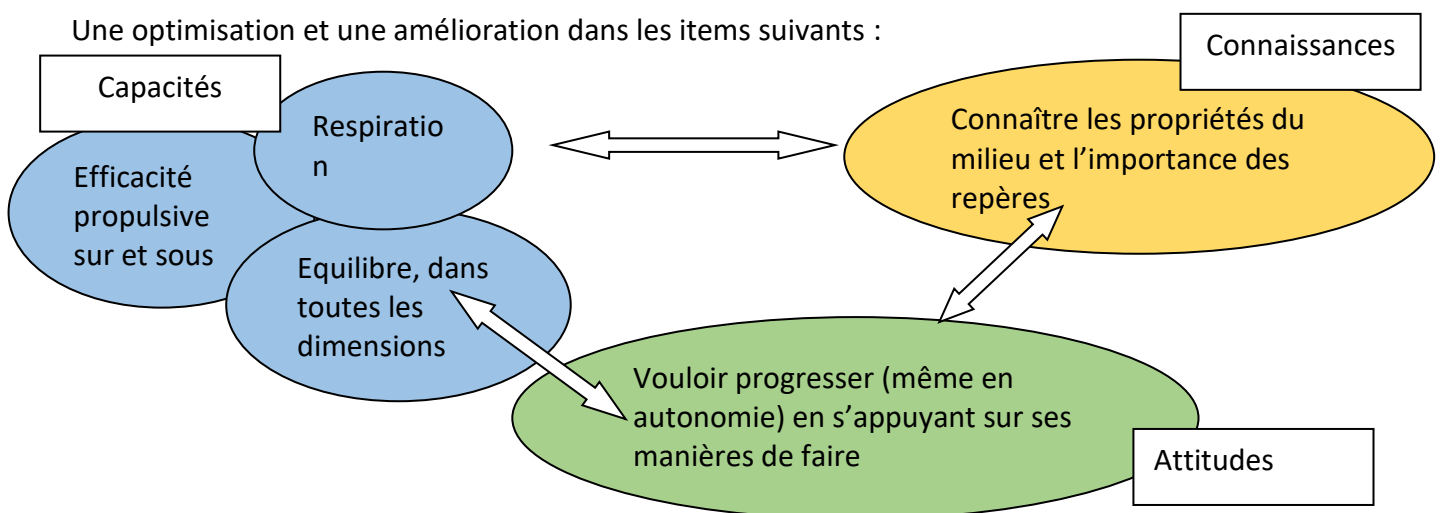 Une optimisation et une amélioration dans les items suivants :
Connaissances
Capacités
Respiratio
n
Connaître les propriétés du
milieu et l’importance des
repères
Efficacité
propulsive
sur et sous
Equilibre, dans
toutes les
dimensions
Vouloir progresser (même en
autonomie) en s’appuyant sur ses
manières de faire
Attitudes